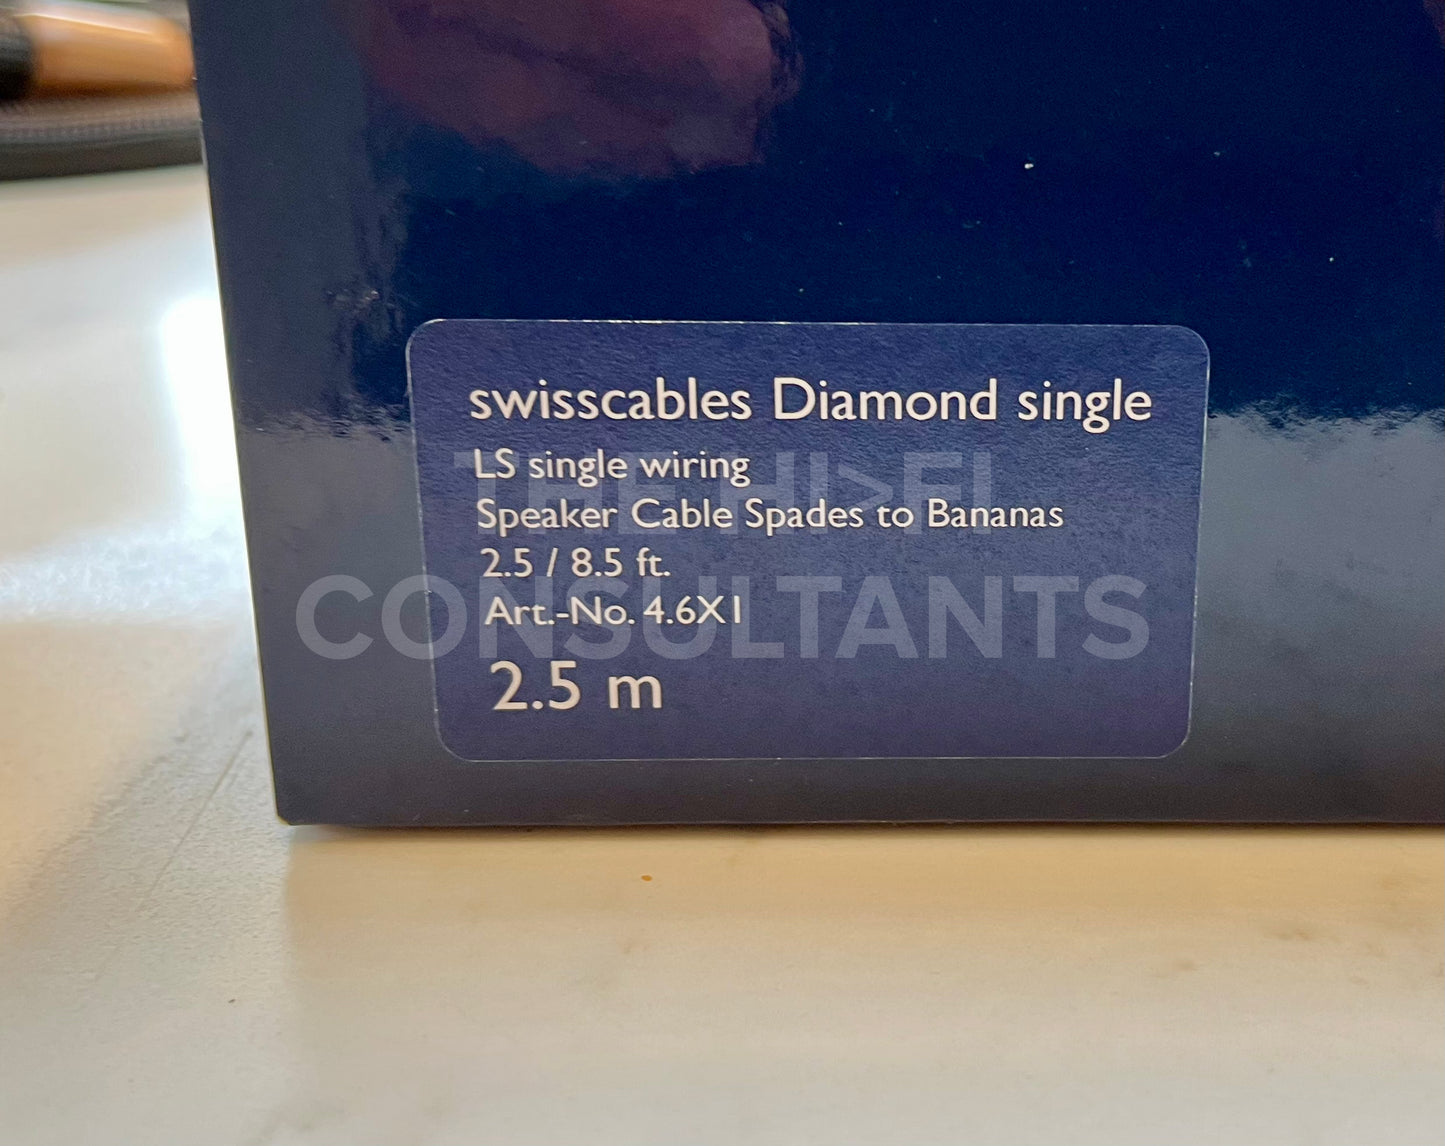 swisscables Diamond single
LS single wiring
THE HI>FI
Speaker Cable Spades to Bananas
2.5 / 8.5 ft.
CONSULTANTS
Art.-No. 4.6X1
2.5 m